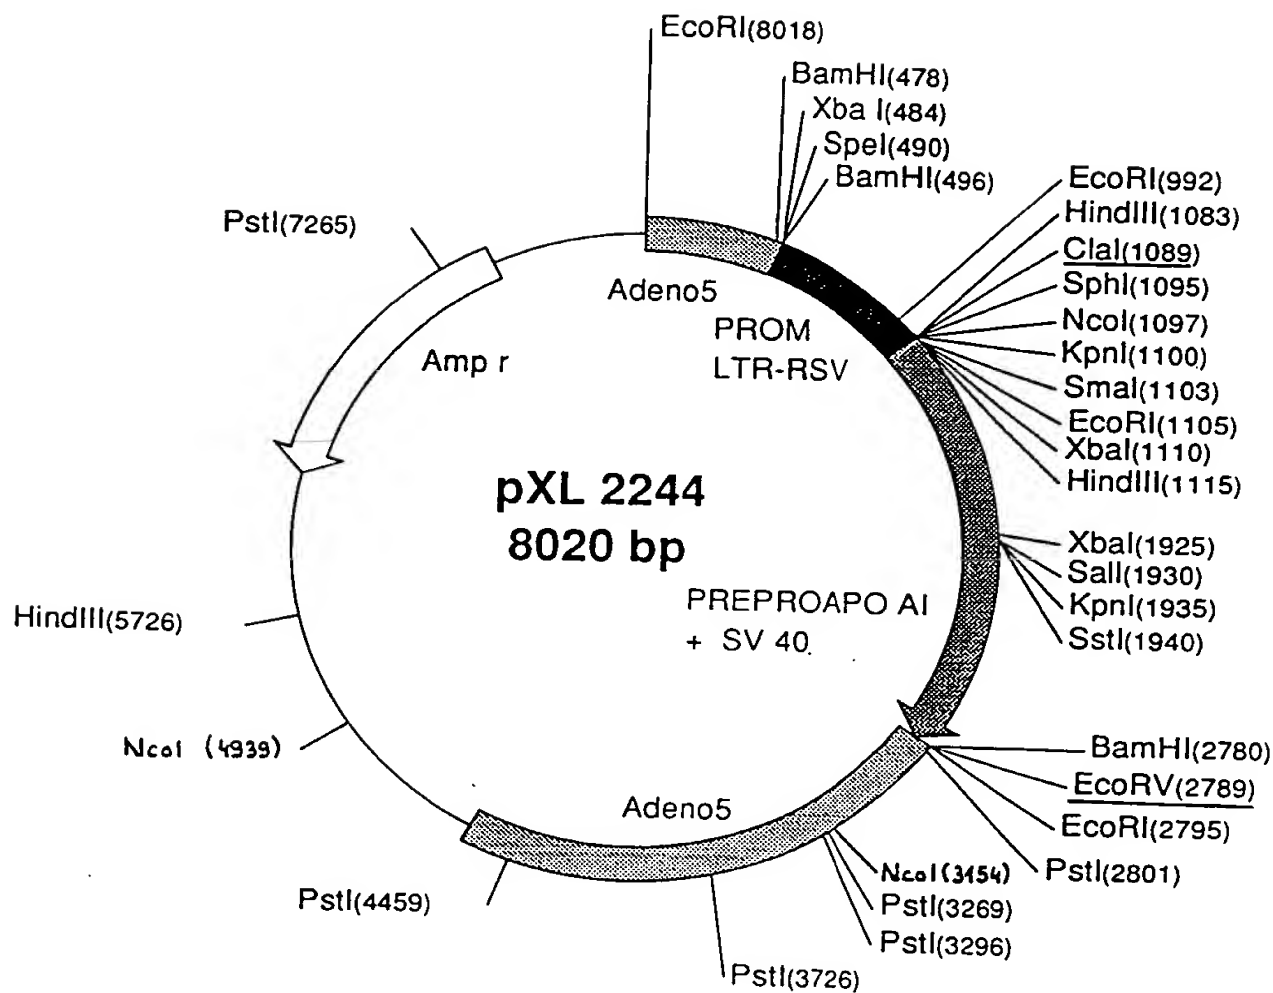 EcoRI(8018)
BamHI(478)
Xba I(484)
SpeI(490)
BamHI(496)
EcoRI(992)
HindIII(1083)
ClaI(1089)
SphI(1095)
NcoI(1097)
KpnI(1100)
SmaI(1103)
EcoRI(1105)
XbaI(1110)
HindIII(1115)
XbaI(1925)
SalI(1930)
KpnI(1935)
SstI(1940)
BamHI(2780)
EcoRV(2789)
EcoRI(2795)
PstI(2801)
NcoI(3154)
PstI(3269)
PstI(3296)
PstI(3726)
PstI(4459)
NcoI (4939)
HindIII(5726)
PstI(7265)
Adeno5
PROM
LTR-RSV
Amp r
pXL 2244
8020 bp
PREPROAPO AI
+ SV 40
Adeno5